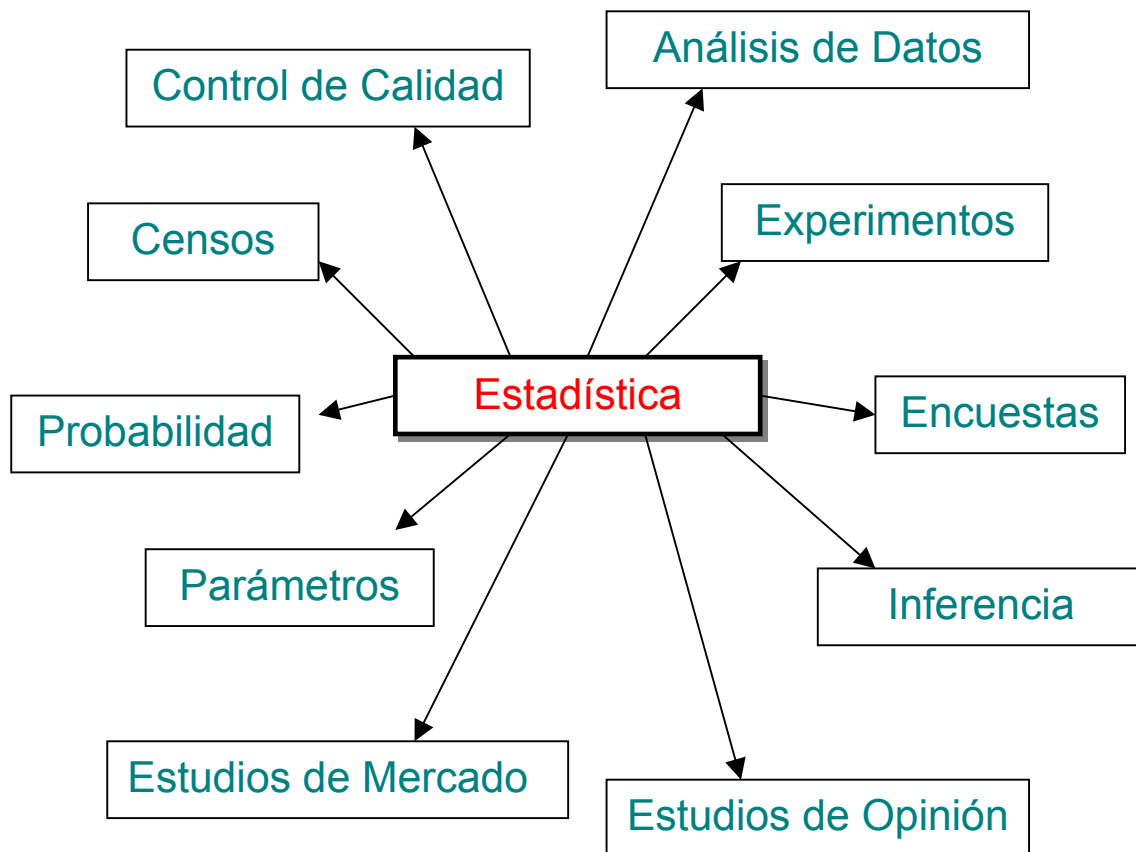 Análisis de Datos
Control de Calidad
Experimentos
Censos
Estadística
Encuestas
Probabilidad
Parámetros
Inferencia
Estudios de Mercado
Estudios de Opinión